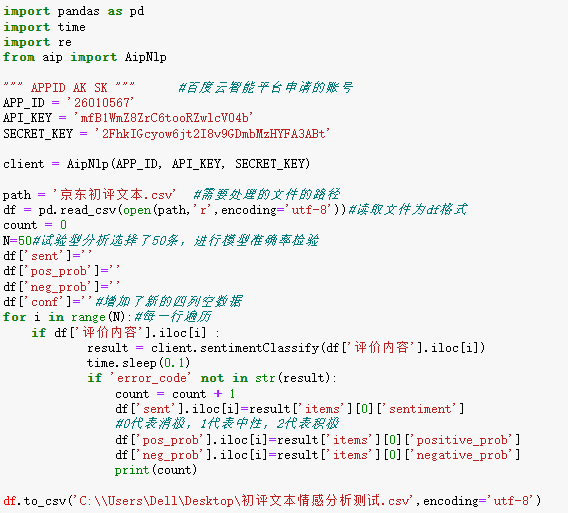 import pandas as pd
import time
import re
from aip import AipNlp
""" APPID AK SK """      #百度云智能平台申请的账号
APP_ID = '26010567'
API_KEY = 'mfB1WmZ8ZrC6tooRZwlcV04b'
SECRET_KEY = '2FhkIGcyow6jt2I8v9GDmbMzHYFA3ABt'
client = AipNlp(APP_ID, API_KEY, SECRET_KEY)
path = '京东初评文本.csv'  #需要处理的文件的路径
df = pd.read_csv(open(path,'r',encoding='utf-8'))#读取文件为df格式
count = 0
N=50#试验型分析选择了50条，进行模型准确率检验
df['sent']=''
df['pos_prob']=''
df['neg_prob']=''
df['conf']=''#增加了新的四列空数据
for i in range(N):#每一行遍历
    if df['评价内容'].iloc[i] :
            result = client.sentimentClassify(df['评价内容'].iloc[i])
            time.sleep(0.1)
            if 'error_code' not in str(result):
                count = count + 1
                df['sent'].iloc[i]=result['items'][0]['sentiment']
                #0代表消极，1代表中性，2代表积极
                df['pos_prob'].iloc[i]=result['items'][0]['positive_prob']
                df['neg_prob'].iloc[i]=result['items'][0]['negative_prob']
                print(count)
df.to_csv('C:\\Users\Dell\Desktop\初评文本情感分析测试.csv',encoding='utf-8')